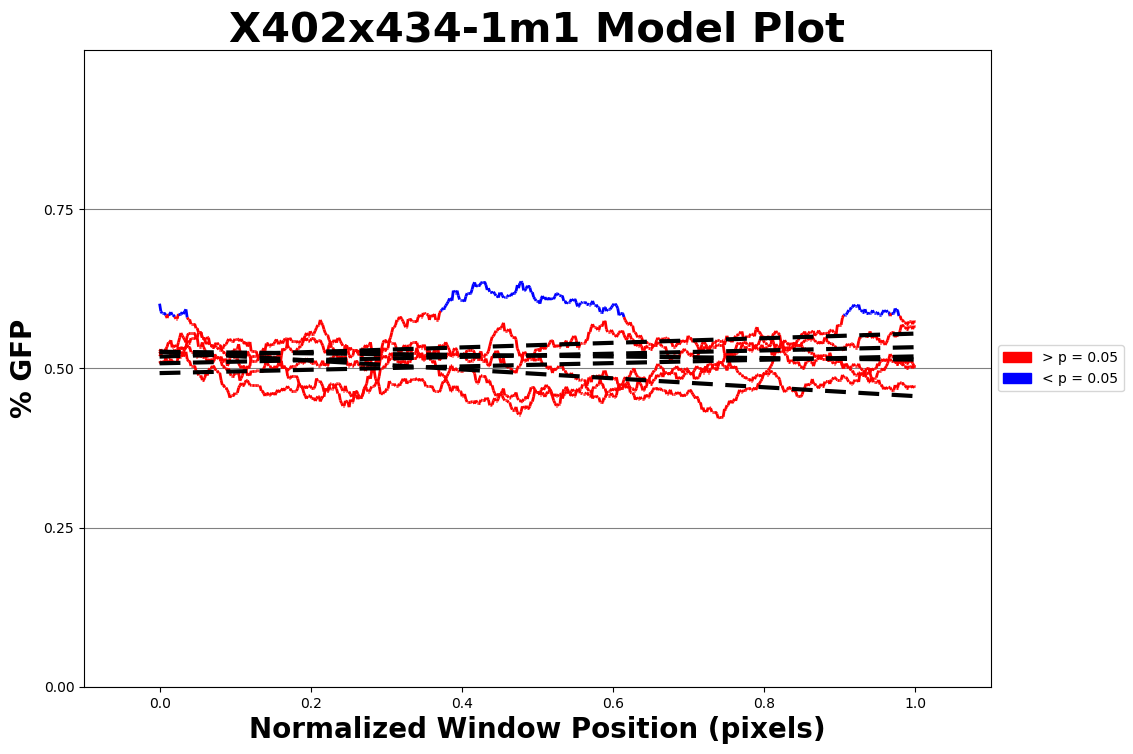 X402x434-1m1 Model Plot
% GFP
0.75
0.50
0.25
0.00
0.0 0.2 0.4 0.6 0.8 1.0
Normalized Window Position (pixels)
> p = 0.05
< p = 0.05